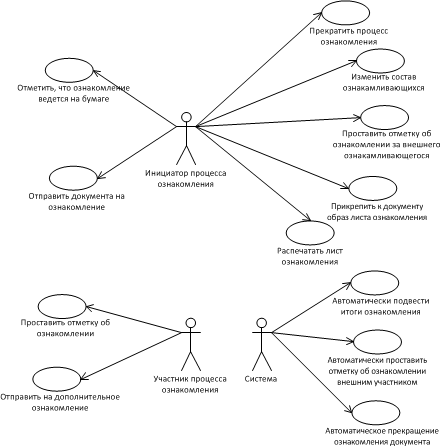 Прекратить процесс
ознакомления
Отметить, что ознакомление
ведется на бумаге
Изменить состав
ознакамливающихся
Проставить отметку об
ознакомлении за внешнего
ознакамливающегося
Инициатор процесса
ознакомления
Отправить документа на
ознакомление
Прикрепить к документу
образ листа ознакомления
Распечатать лист
ознакомления
Автоматически подвести
итоги ознакомления
Проставить отметку об
ознакомлении
Автоматически проставить
отметку об ознакомлении
внешним участником
Участник процесса
ознакомления
Система
Отправить на дополнительное
ознакомление
Автоматическое прекращение
ознакомления документа